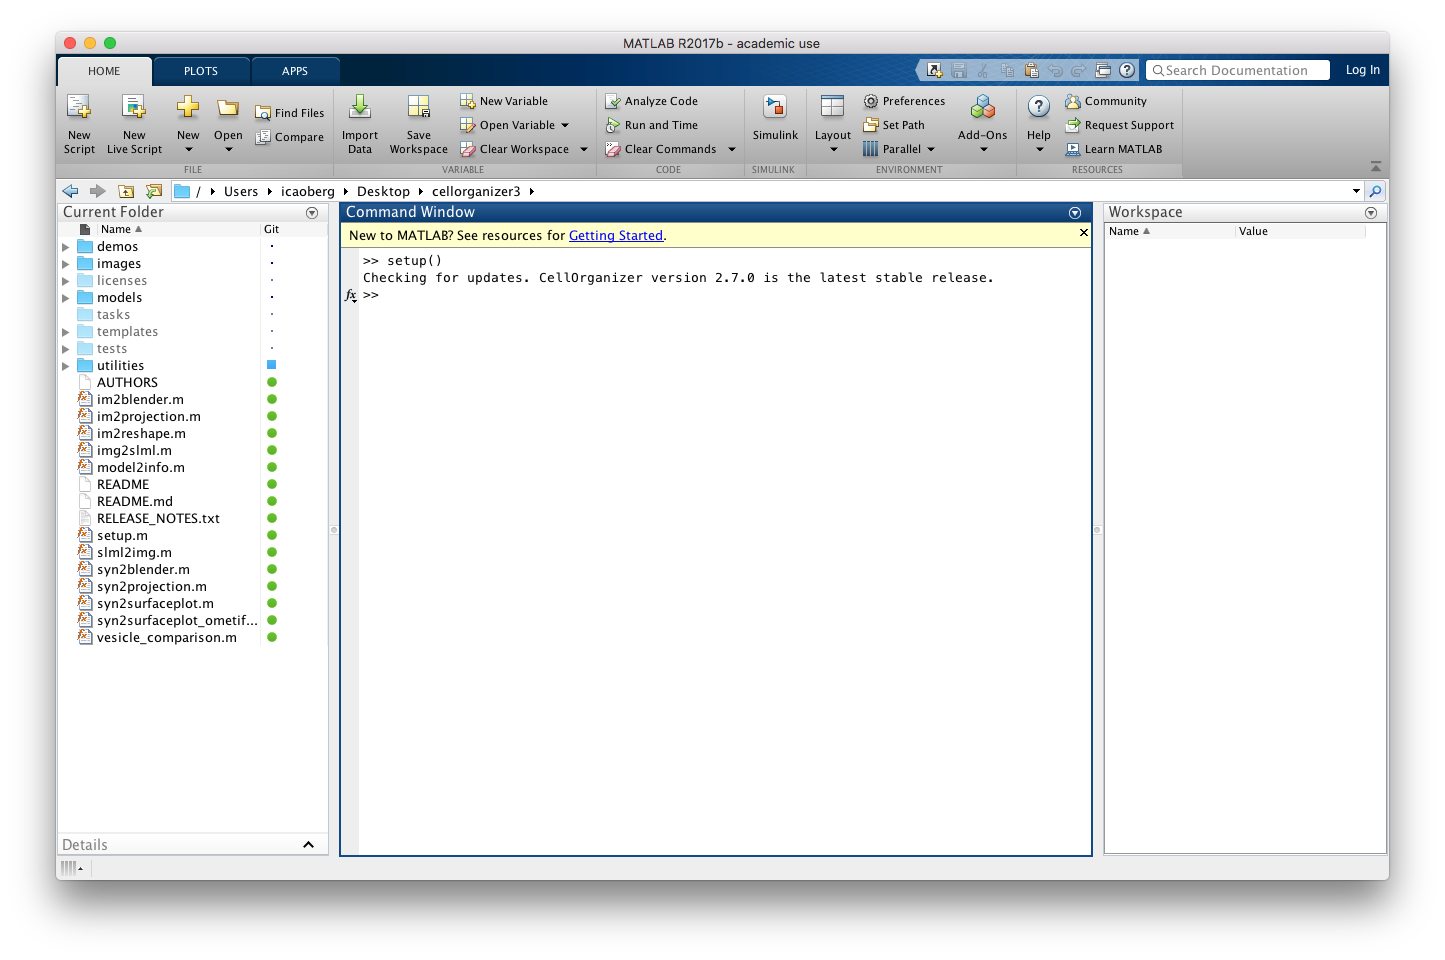 MATLAB R2017b - academic use
HOME PLOTS APPS
Search Documentation
Log In
New Script
New Live Script
New
Open
Find Files
Compare
FILE
Import Data
Save Workspace
New Variable
Open Variable
Clear Workspace
VARIABLE
Analyze Code
Run and Time
Clear Commands
CODE
Simulink
SIMULINK
Layout
Preferences
Set Path
Parallel
Add-Ons
ENVIRONMENT
Help
Community
Request Support
Learn MATLAB
RESOURCES
/ Users icaoberg Desktop cellorganizer3
Current Folder
Name Git
demos
images
licenses
models
tasks
templates
tests
utilities
AUTHORS
im2blender.m
im2projection.m
im2reshape.m
img2slml.m
model2info.m
README
README.md
RELEASE_NOTES.txt
setup.m
slml2img.m
syn2blender.m
syn2projection.m
syn2surfaceplot.m
syn2surfaceplot_ometif...
vesicle_comparison.m
Details
Command Window
New to MATLAB? See resources for Getting Started.
>> setup()
Checking for updates. CellOrganizer version 2.7.0 is the latest stable release.
fx >>
Workspace
Name Value